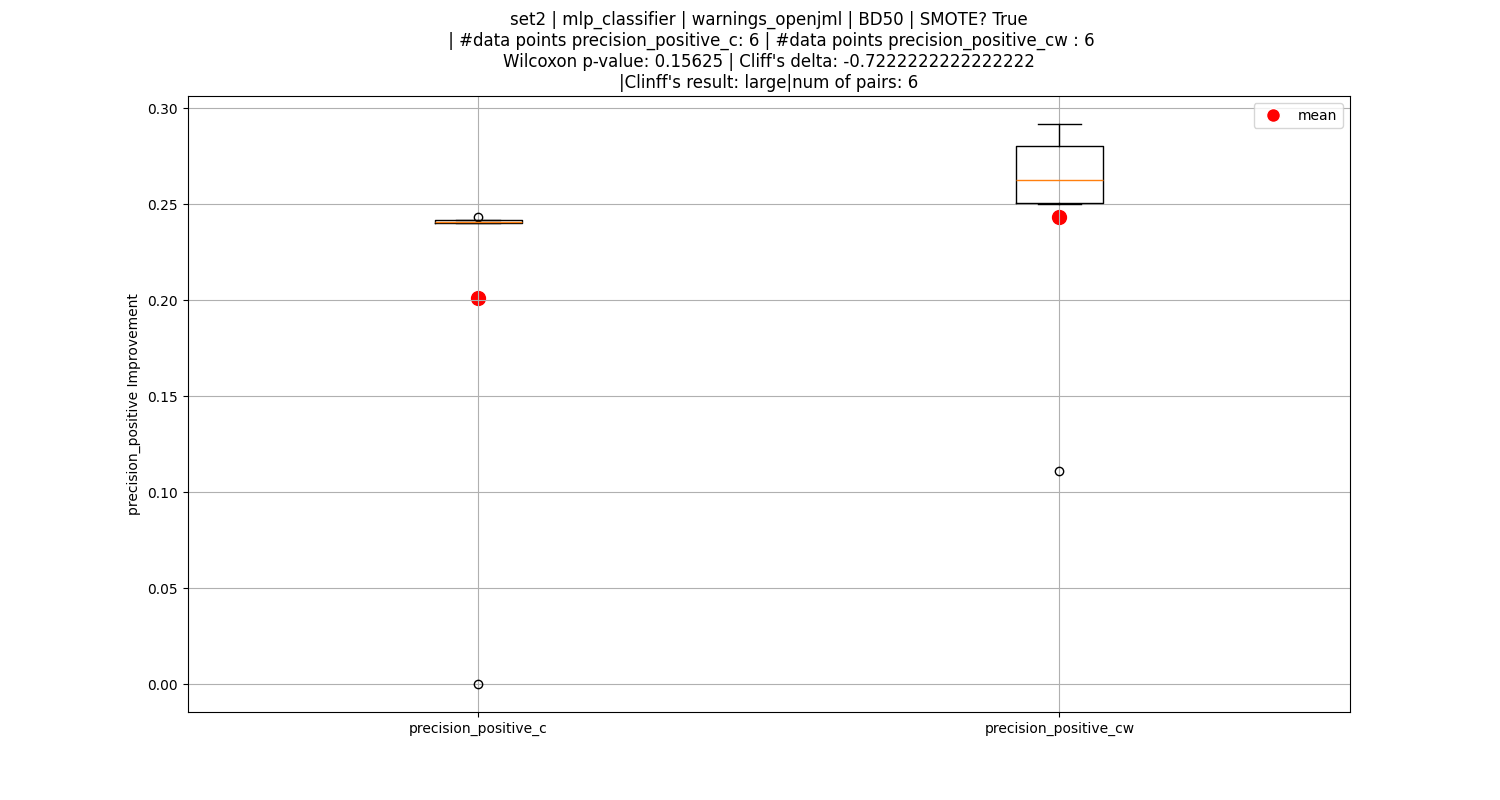 set2 | mlp_classifier | warnings_openjml | BD50 | SMOTE? True
| #data points precision_positive_c: 6 | #data points precision_positive_cw : 6
Wilcoxon p-value: 0.15625 | Cliff's delta: -0.7222222222222222
|Clinff's result: large|num of pairs: 6
mean
precision_positive Improvement
0.30
0.25
0.20
0.15
0.10
0.05
0.00
precision_positive_c
precision_positive_cw